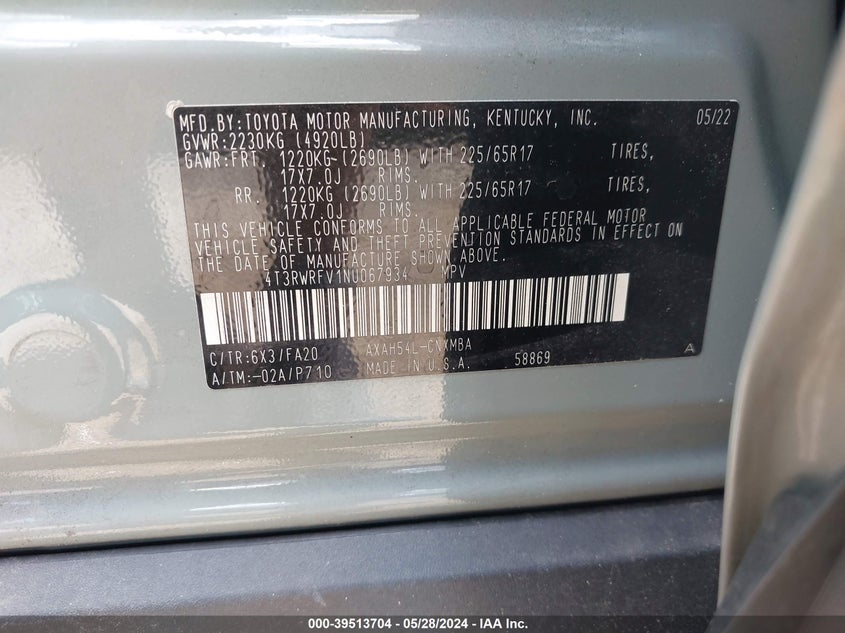 MFD.BY:TOYOTA MOTOR MANUFACTURING, KENTUCKY, INC. 05/22
GVWR:2230KG (4920LB)
GAWR:FRT. 1220KG (2690LB) WITH 225/65R17 TIRES,
17X7.0J RIMS.
RR. 1220KG (2690LB) WITH 225/65R17 TIRES,
17X7.0J RIMS.
THIS VEHICLE CONFORMS TO ALL APPLICABLE FEDERAL MOTOR
VEHICLE SAFETY AND THEFT PREVENTION STANDARDS IN EFFECT ON
THE DATE OF MANUFACTURE SHOWN ABOVE.
4T3RWRFV1NU067934 MPV
C/TR:6X3/FA20 AXAH54L-CNXMBA
A/TM:-02A/P710 MADE IN U.S.A. 58869 A
000-39513704 - 05/28/2024 - IAA Inc.